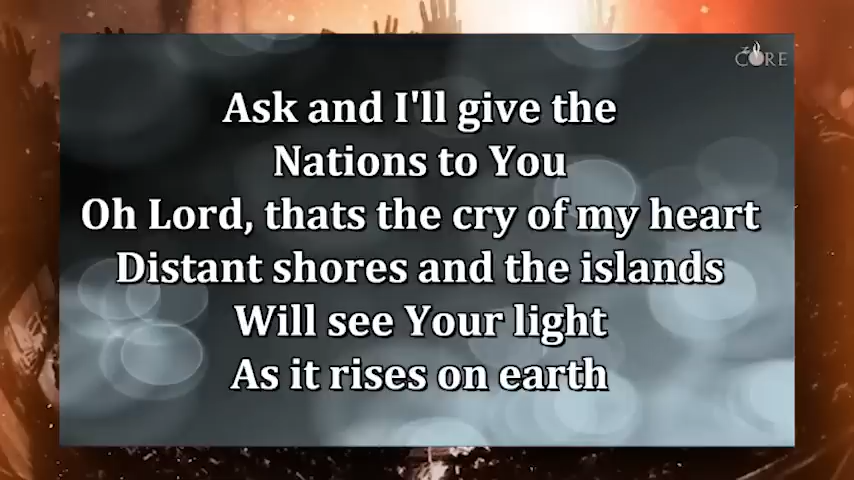 CORE
Ask and I'll give the
Nations to You
Oh Lord, thats the cry of my heart
Distant shores and the islands
Will see Your light
As it rises on earth